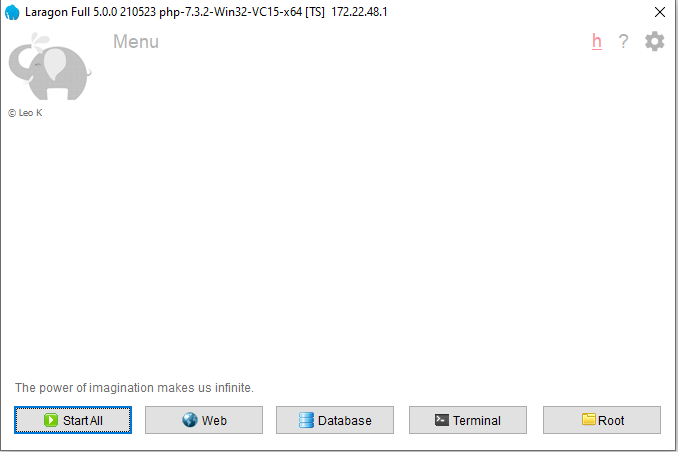 Laragon Full 5.0.0 210523 php-7.3.2-Win32-VC15-x64 [TS] 172.22.48.1
Menu
h ?
© Leo K
The power of imagination makes us infinite.
Start All
Web
Database
Terminal
Root